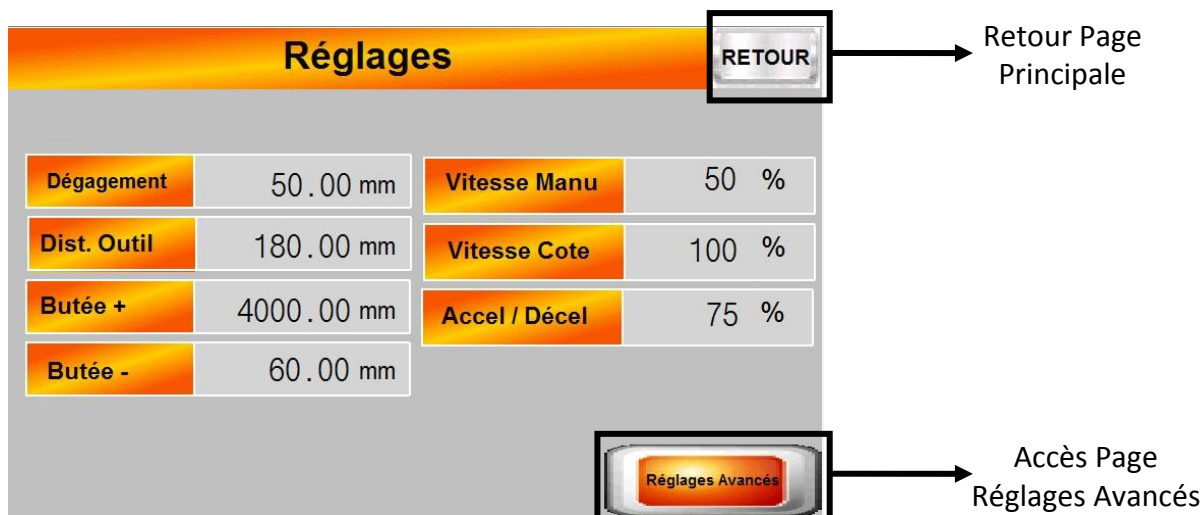 Réglages
RETOUR
Retour Page
Principale
Dégagement 50.00 mm
Vitesse Manu 50 %
Dist. Outil 180.00 mm
Vitesse Cote 100 %
Butée + 4000.00 mm
Accel / Décel 75 %
Butée - 60.00 mm
Réglages Avancés
Accès Page
Réglages Avancés